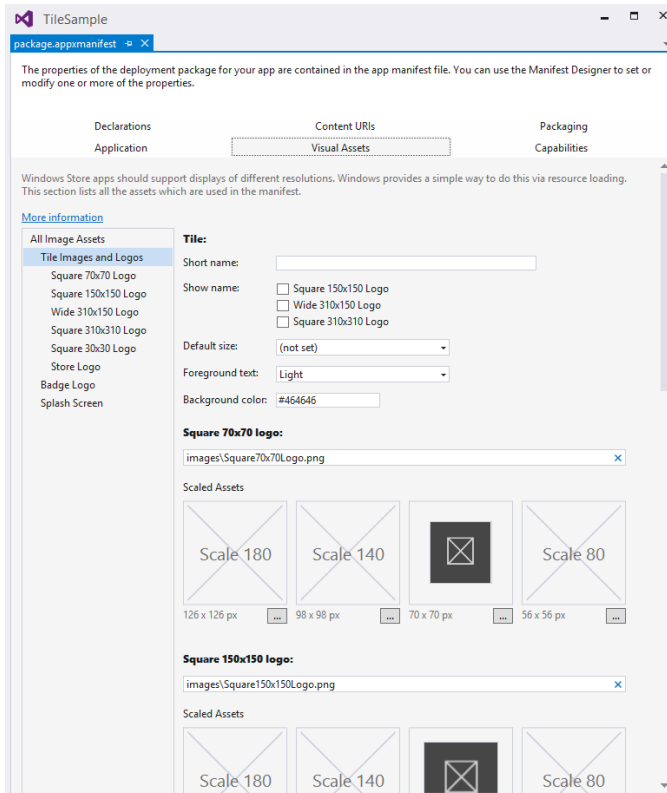 TileSample
package.appxmanifest
The properties of the deployment package for your app are contained in the app manifest file. You can use the Manifest Designer to set or
modify one or more of the properties.
Declarations Content URIs Packaging
Application Visual Assets Capabilities
Windows Store apps should support displays of different resolutions. Windows provides a simple way to do this via resource loading.
This section lists all the assets which are used in the manifest.
More information
All Image Assets
Tile Images and Logos
Square 70x70 Logo
Square 150x150 Logo
Wide 310x150 Logo
Square 310x310 Logo
Square 30x30 Logo
Store Logo
Badge Logo
Splash Screen
Tile:
Short name:
Show name:
Square 150x150 Logo
Wide 310x150 Logo
Square 310x310 Logo
Default size: (not set)
Foreground text: Light
Background color: #464646
Square 70x70 logo:
images\Square70x70Logo.png
Scaled Assets
Scale 180 Scale 140 Scale 80
126 x 126 px ... 98 x 98 px ... 70 x 70 px ... 56 x 56 px ...
Square 150x150 logo:
images\Square150x150Logo.png
Scaled Assets
Scale 180 Scale 140 Scale 80